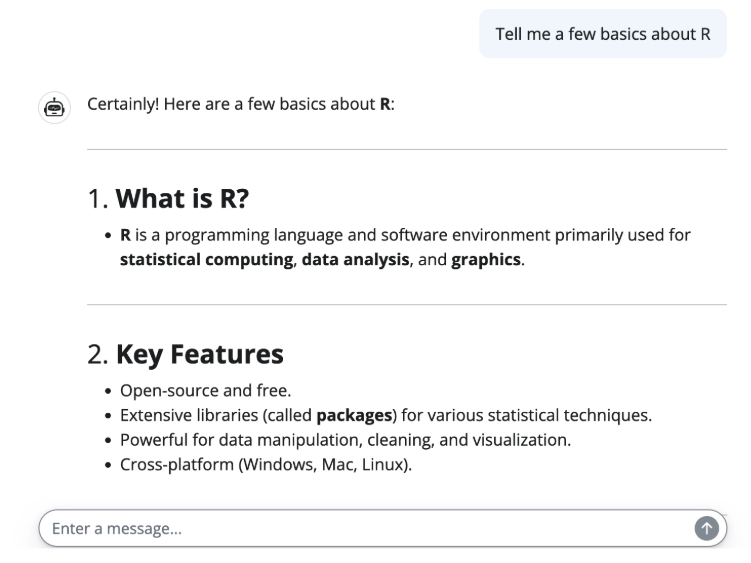 Tell me a few basics about R
Certainly! Here are a few basics about R:
1. What is R?
• R is a programming language and software environment primarily used for
statistical computing, data analysis, and graphics.
2. Key Features
• Open-source and free.
• Extensive libraries (called packages) for various statistical techniques.
• Powerful for data manipulation, cleaning, and visualization.
• Cross-platform (Windows, Mac, Linux).
Enter a message...